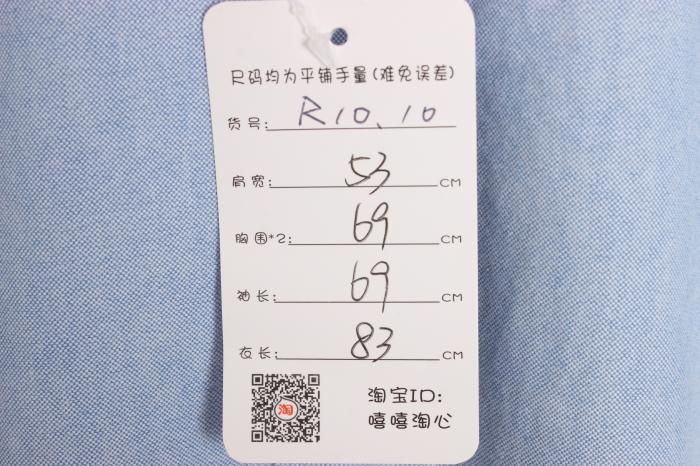 尺码均为平铺手量(难免误差)
货号: R10、10
肩宽: 53 CM
胸围*2: 69 CM
袖长: 69 CM
衣长: 83 CM
淘
淘宝ID:
嘻嘻淘心